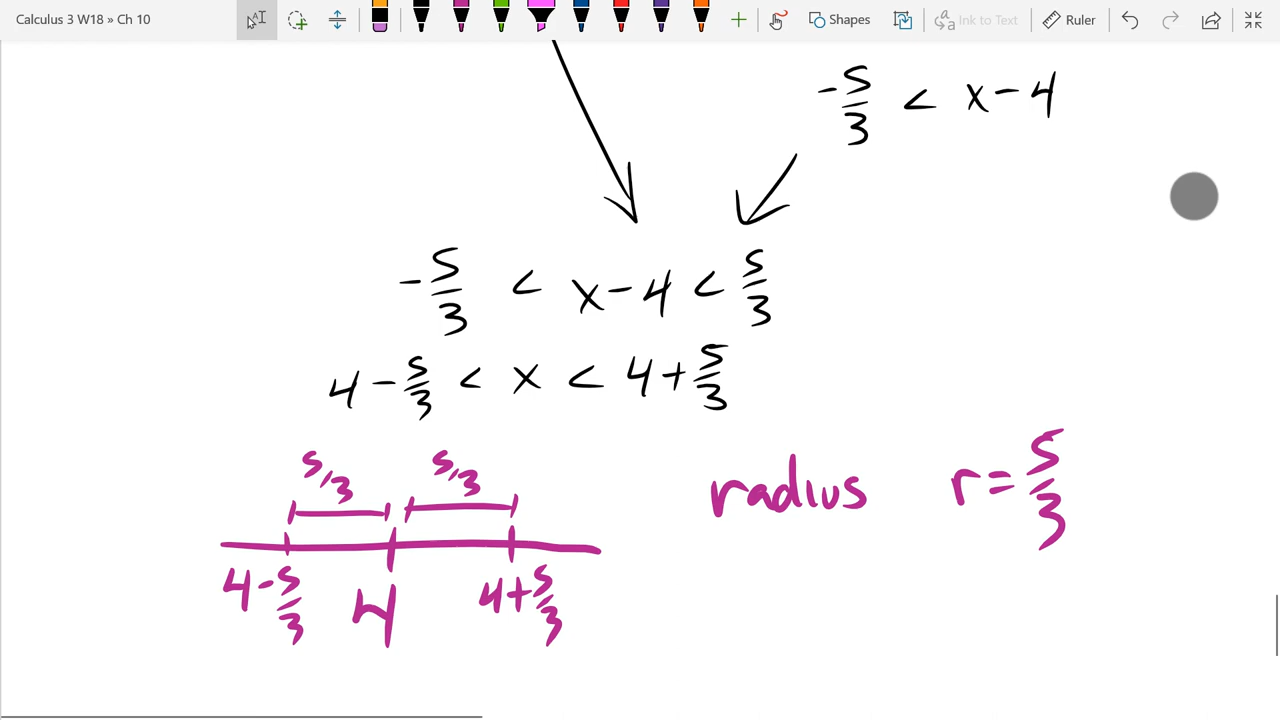 Calculus 3 W18 » Ch 10
Shapes
Ink to Text
Ruler
-5/3 < x-4
-5/3 < x-4 < 5/3
4-5/3 < x < 4+5/3
5/3 5/3
radius r=5/3
4-5/3 4 4+5/3